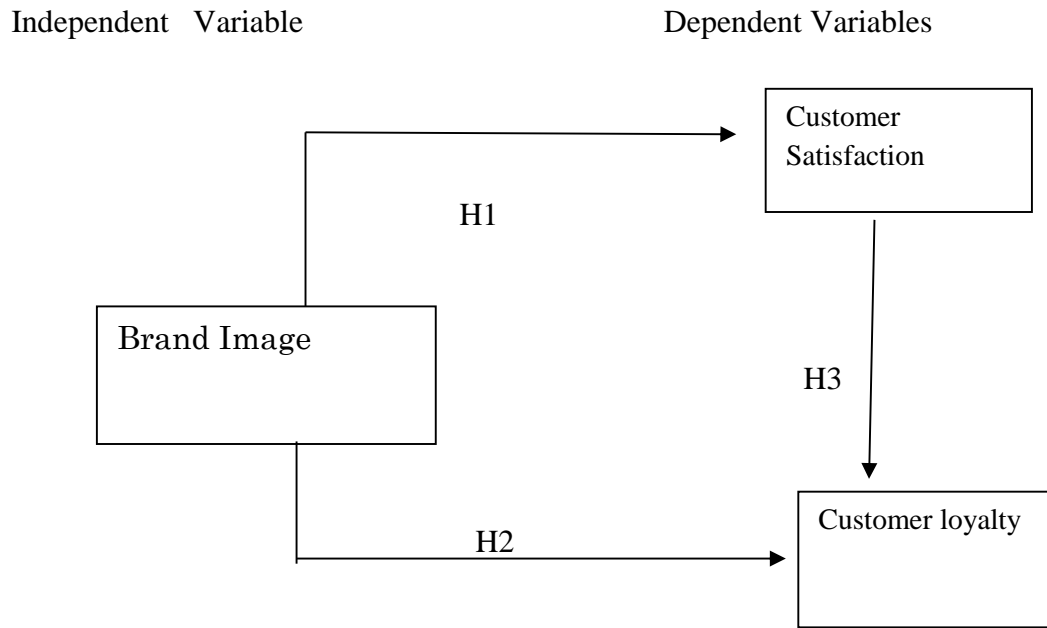 Independent Variable
Dependent Variables
Customer
Satisfaction
H1
Brand Image
H3
Customer loyalty
H2